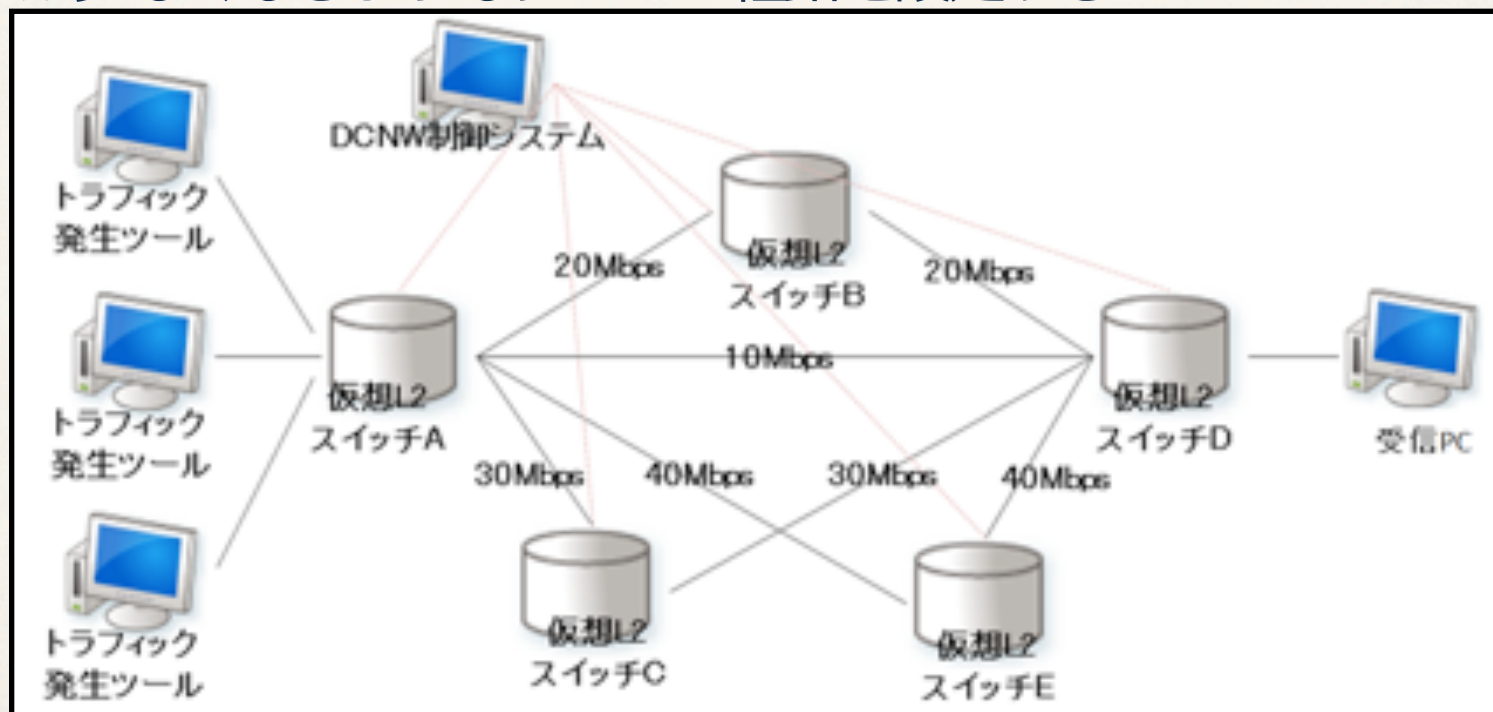 DCNW制御システム
トラフィック
発生ツール
仮想L2
スイッチB
20Mbps
20Mbps
トラフィック
発生ツール
仮想L2
スイッチA
10Mbps
仮想L2
スイッチD
受信PC
30Mbps
40Mbps
30Mbps
40Mbps
トラフィック
発生ツール
仮想L2
スイッチC
仮想L2
スイッチE